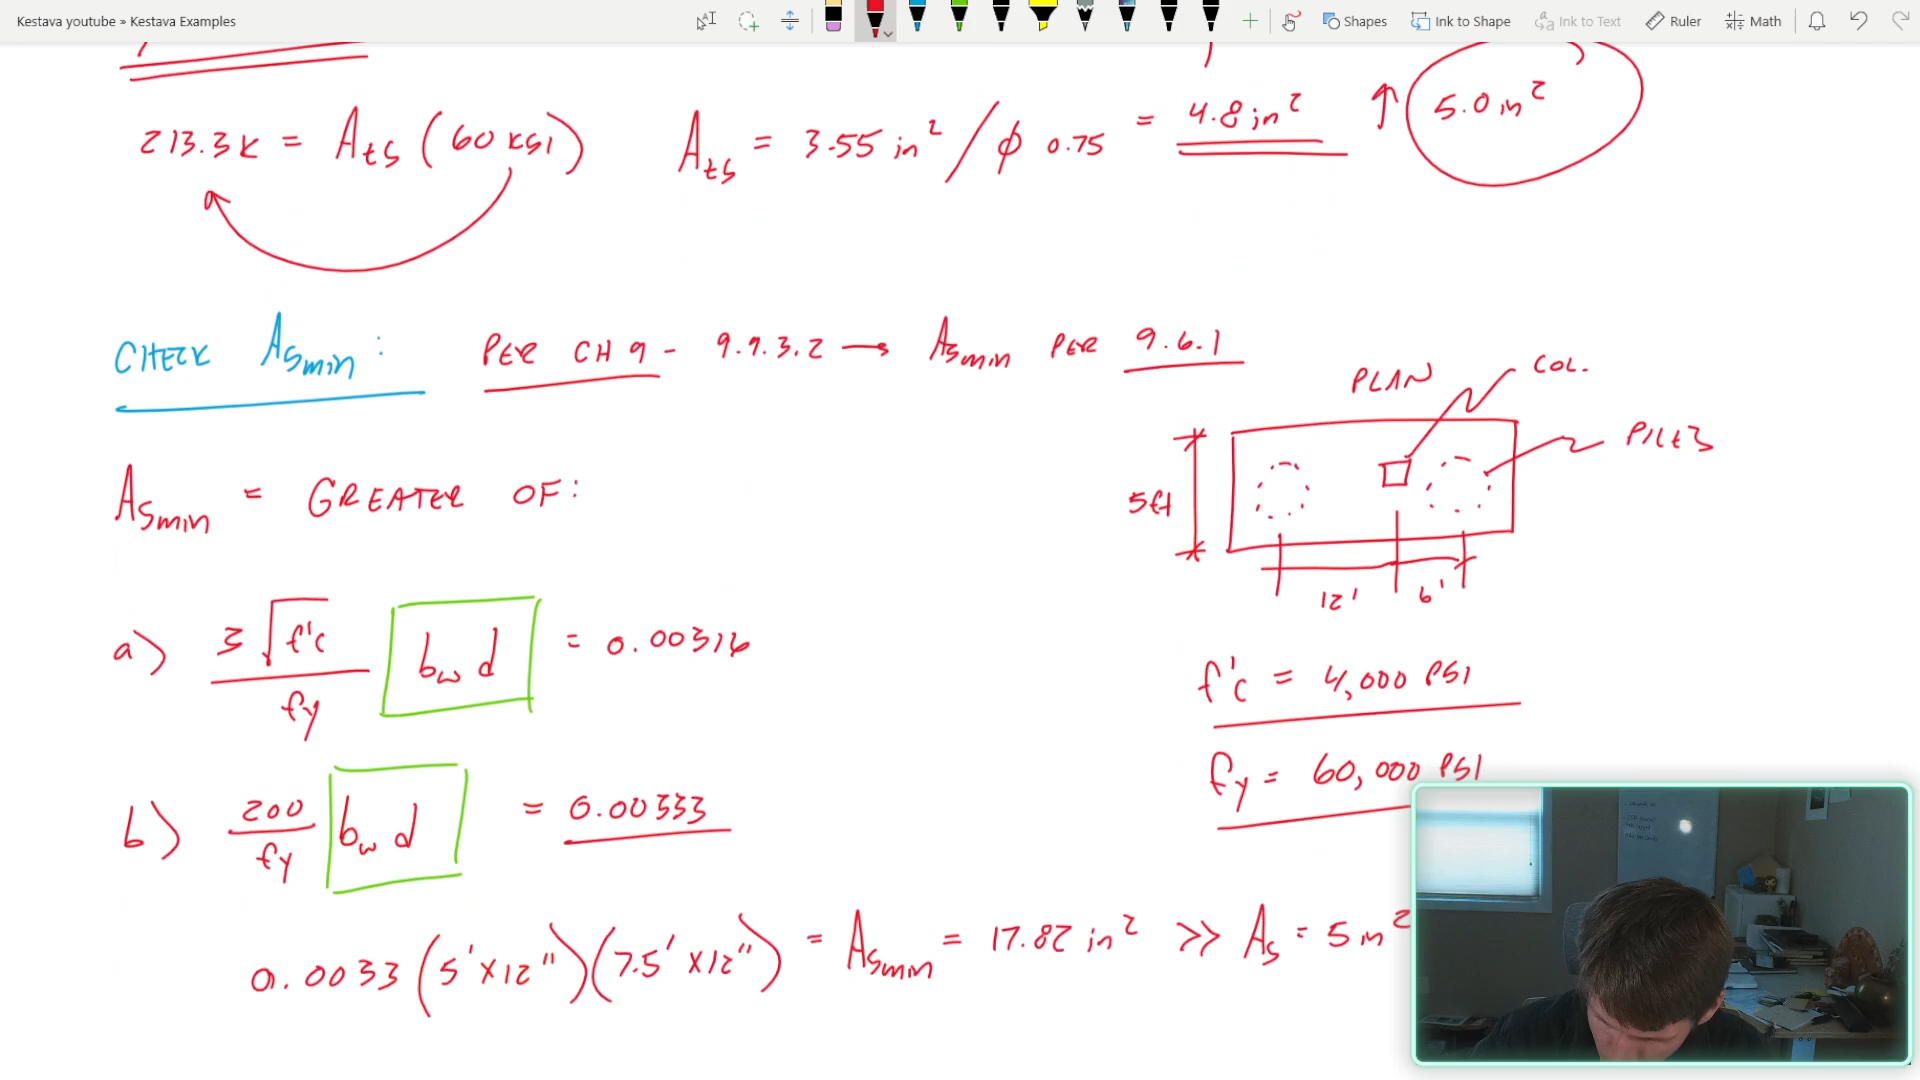 Kestava youtube » Kestava Examples
Shapes Ink to Shape Ink to Text Ruler Math
213.3k = Ats (60 ksi)
Ats = 3.55 in² / φ 0.75 = 4.8 in² ↑ 5.0 in²
CHECK Asmin: PER CH 9 - 9.9.3.2 → Asmin PER 9.6.1
PLAN
COL.
PILES
5ft
12' 6'
Asmin = GREATER OF:
a) 3√f'c / fy bw d = 0.00316
f'c = 4,000 PSI
fy = 60,000 PSI
b) 200 / fy bw d = 0.00333
0.0033 (5'x12")(7.5'x12") = Asmin = 17.82 in² >> As = 5 in²